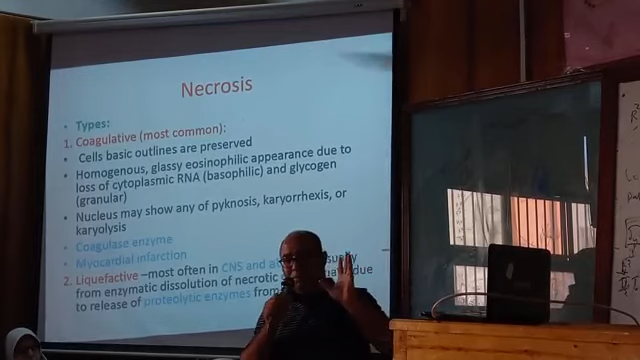 Necrosis
• Types:
1. Coagulative (most common):
• Cells basic outlines are preserved
• Homogenous, glassy eosinophilic appearance due to
loss of cytoplasmic RNA (basophilic) and glycogen
(granular)
• Nucleus may show any of pyknosis, karyorrhexis, or
karyolysis
• Coagulase enzyme
• Myocardial infarction
2. Liquefactive –most often in CNS and usually
from enzymatic dissolution of necrotic due
to release of proteolytic enzymes